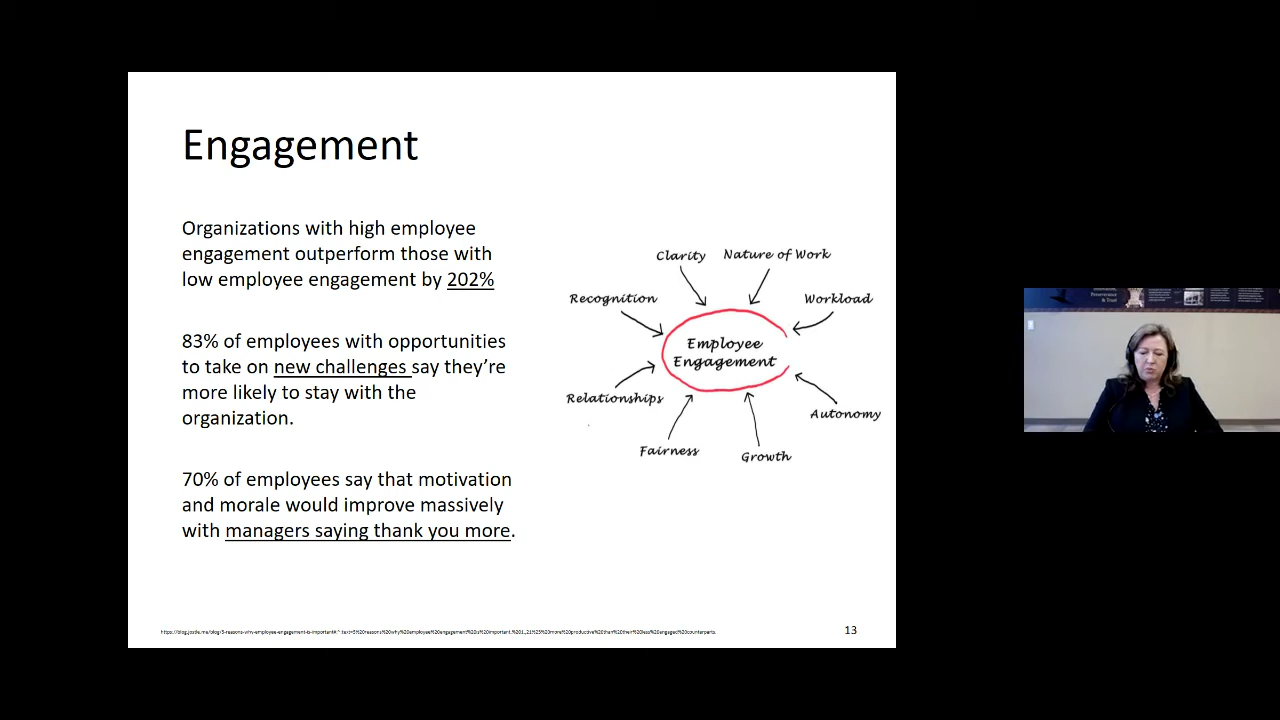 Engagement
Organizations with high employee
engagement outperform those with
low employee engagement by 202%
83% of employees with opportunities
to take on new challenges say they're
more likely to stay with the
organization.
70% of employees say that motivation
and morale would improve massively
with managers saying thank you more.
Clarity
Nature of Work
Recognition
Workload
Employee
Engagement
Relationships
Autonomy
Fairness
Growth
13
Perseverance
& Trust